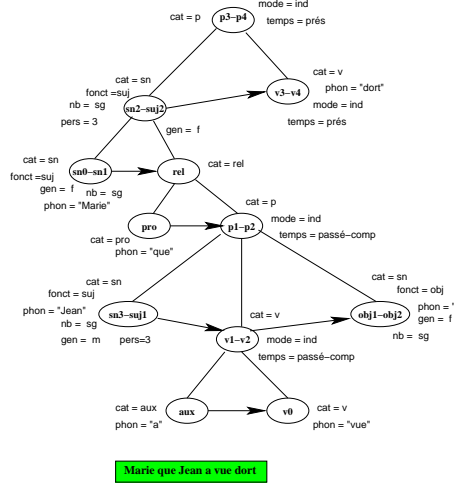 mode = ind
cat = p
p3−p4
temps = prés
cat = sn
fonct =suj
nb = sg
sn2−suj2
pers = 3
cat = v
phon = "dort"
v3−v4
mode = ind
temps = prés
gen = f
cat = sn
fonct =suj
sn0−sn1
gen = f
nb = sg
phon = "Marie"
rel
cat = rel
cat = p
pro
p1−p2
mode = ind
temps = passé−comp
cat = pro
phon = "que"
cat = sn
fonct = suj
phon = "Jean"
sn3−suj1
nb = sg
gen = m
pers=3
cat = sn
fonct = obj
phon = "
obj1−obj2
gen = f
nb = sg
cat = v
v1−v2
mode = ind
temps = passé−comp
cat = aux
aux
phon = "a"
v0
cat = v
phon = "vue"
Marie que Jean a vue dort